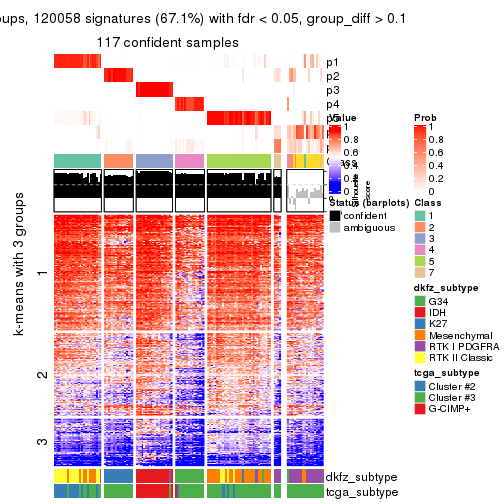 oups, 120058 signatures (67.1%) with fdr < 0.05, group_diff > 0.1
117 confident samples
p1
p2
p3
p4
Value
1
0.8
0.6
0.4
0.2
0
Prob
1
0.8
0.6
0.4
0.2
0
Silhouette
score
Status (barplots)
confident
ambiguous
Class
1
2
3
4
5
7
dkfz_subtype
G34
IDH
K27
Mesenchymal
RTK I PDGFRA
RTK II Classic
tcga_subtype
Cluster #2
Cluster #3
G-CIMP+
k-means with 3 groups
1
2
3
dkfz_subtype
tcga_subtype